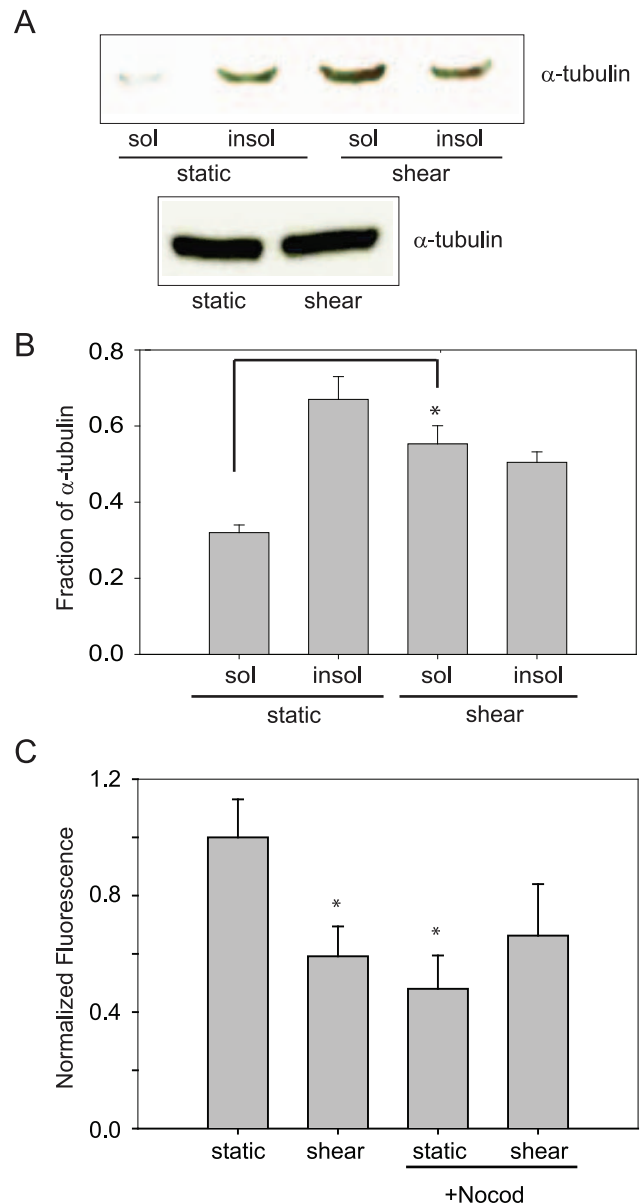 A
α-tubulin
sol insol sol insol
static shear
α-tubulin
static shear
B
0.8
0.6
0.4
0.2
0.0
Fraction of α-tubulin
*
sol insol sol insol
static shear
C
1.2
0.8
0.4
0.0
Normalized Fluorescence
* *
static shear static shear
+Nocod